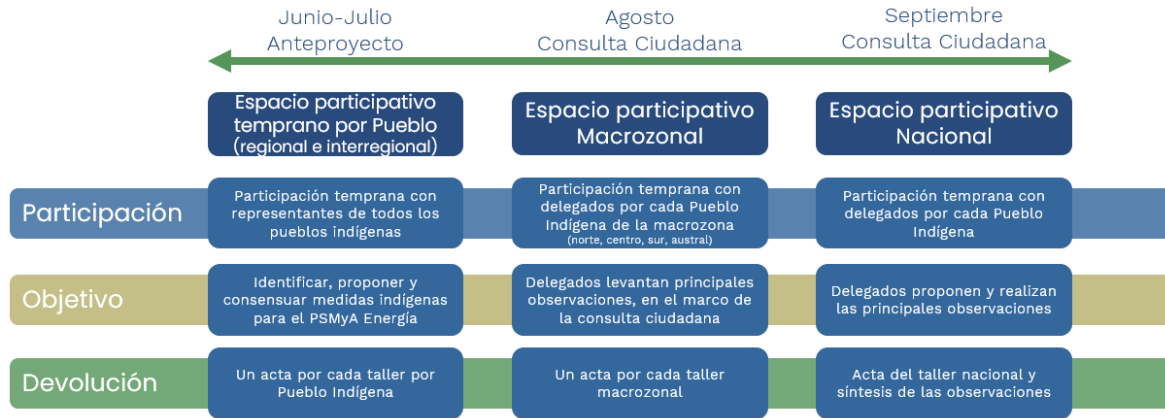 Junio-Julio
Anteproyecto
Agosto
Consulta Ciudadana
Septiembre
Consulta Ciudadana
Espacio participativo
temprano por Pueblo
(regional e interregional)
Espacio participativo
Macrozonal
Espacio participativo
Nacional
Participación
Participación temprana con
representantes de todos los
pueblos indígenas
Participación temprana con
delegados por cada Pueblo
Indígena de la macrozona
(norte, centro, sur, austral)
Participación temprana con
delegados por cada Pueblo
Indígena
Objetivo
Identificar, proponer y
consensuar medidas indígenas
para el PSMyA Energía
Delegados levantan principales
observaciones, en el marco de
la consulta ciudadana
Delegados proponen y realizan
las principales observaciones
Devolución
Un acta por cada taller por
Pueblo Indígena
Un acta por cada taller
macrozonal
Acta del taller nacional y
síntesis de las observaciones